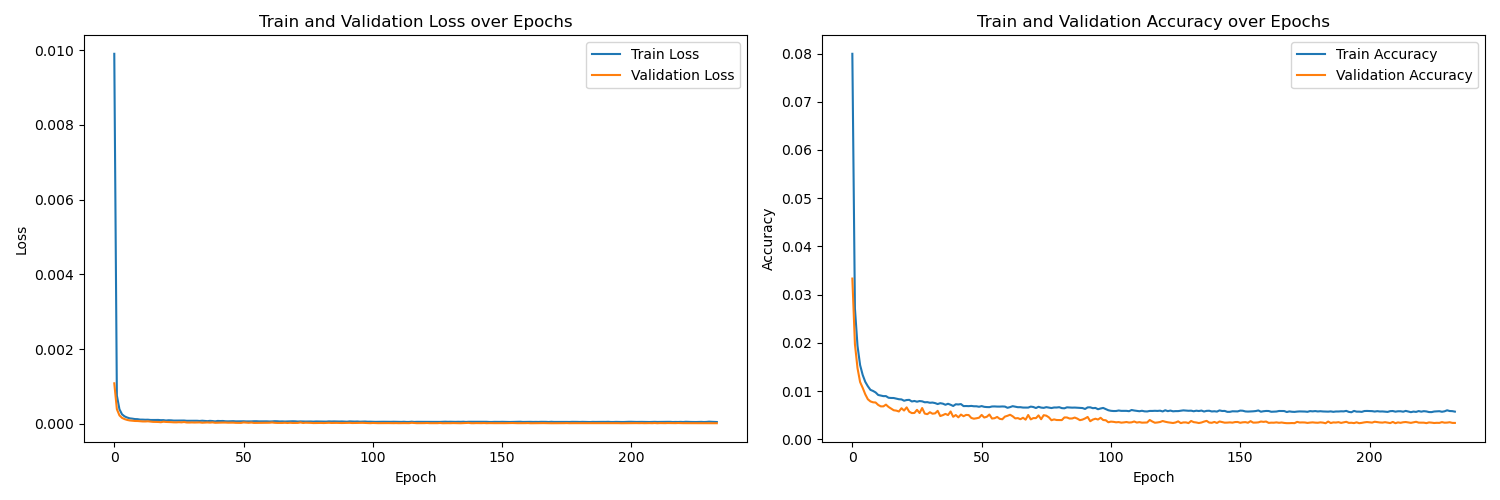 Train and Validation Loss over Epochs
Train Loss
Validation Loss
Loss
0.010
0.008
0.006
0.004
0.002
0.000
0 50 100 150 200
Epoch
Train and Validation Accuracy over Epochs
Train Accuracy
Validation Accuracy
Accuracy
0.08
0.07
0.06
0.05
0.04
0.03
0.02
0.01
0.00
0 50 100 150 200
Epoch